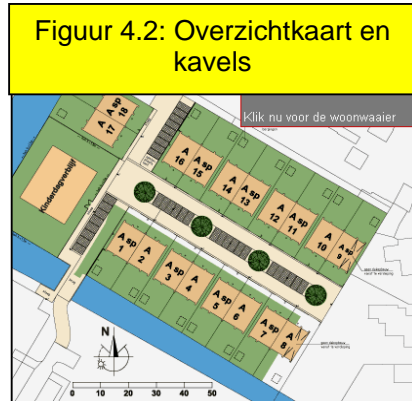 Figuur 4.2: Overzichtkaart en
kavels
Klik nu voor de woonwaaier
A sp
18
A
17
Kinderdagverblijf
A
16
A sp
15
A
14
A sp
13
A
12
A sp
11
A
10
A sp
9
A sp
1
A
2
A sp
3
A
4
A sp
5
A
6
A sp
7
A
8
N
0 10 20 30 40 50